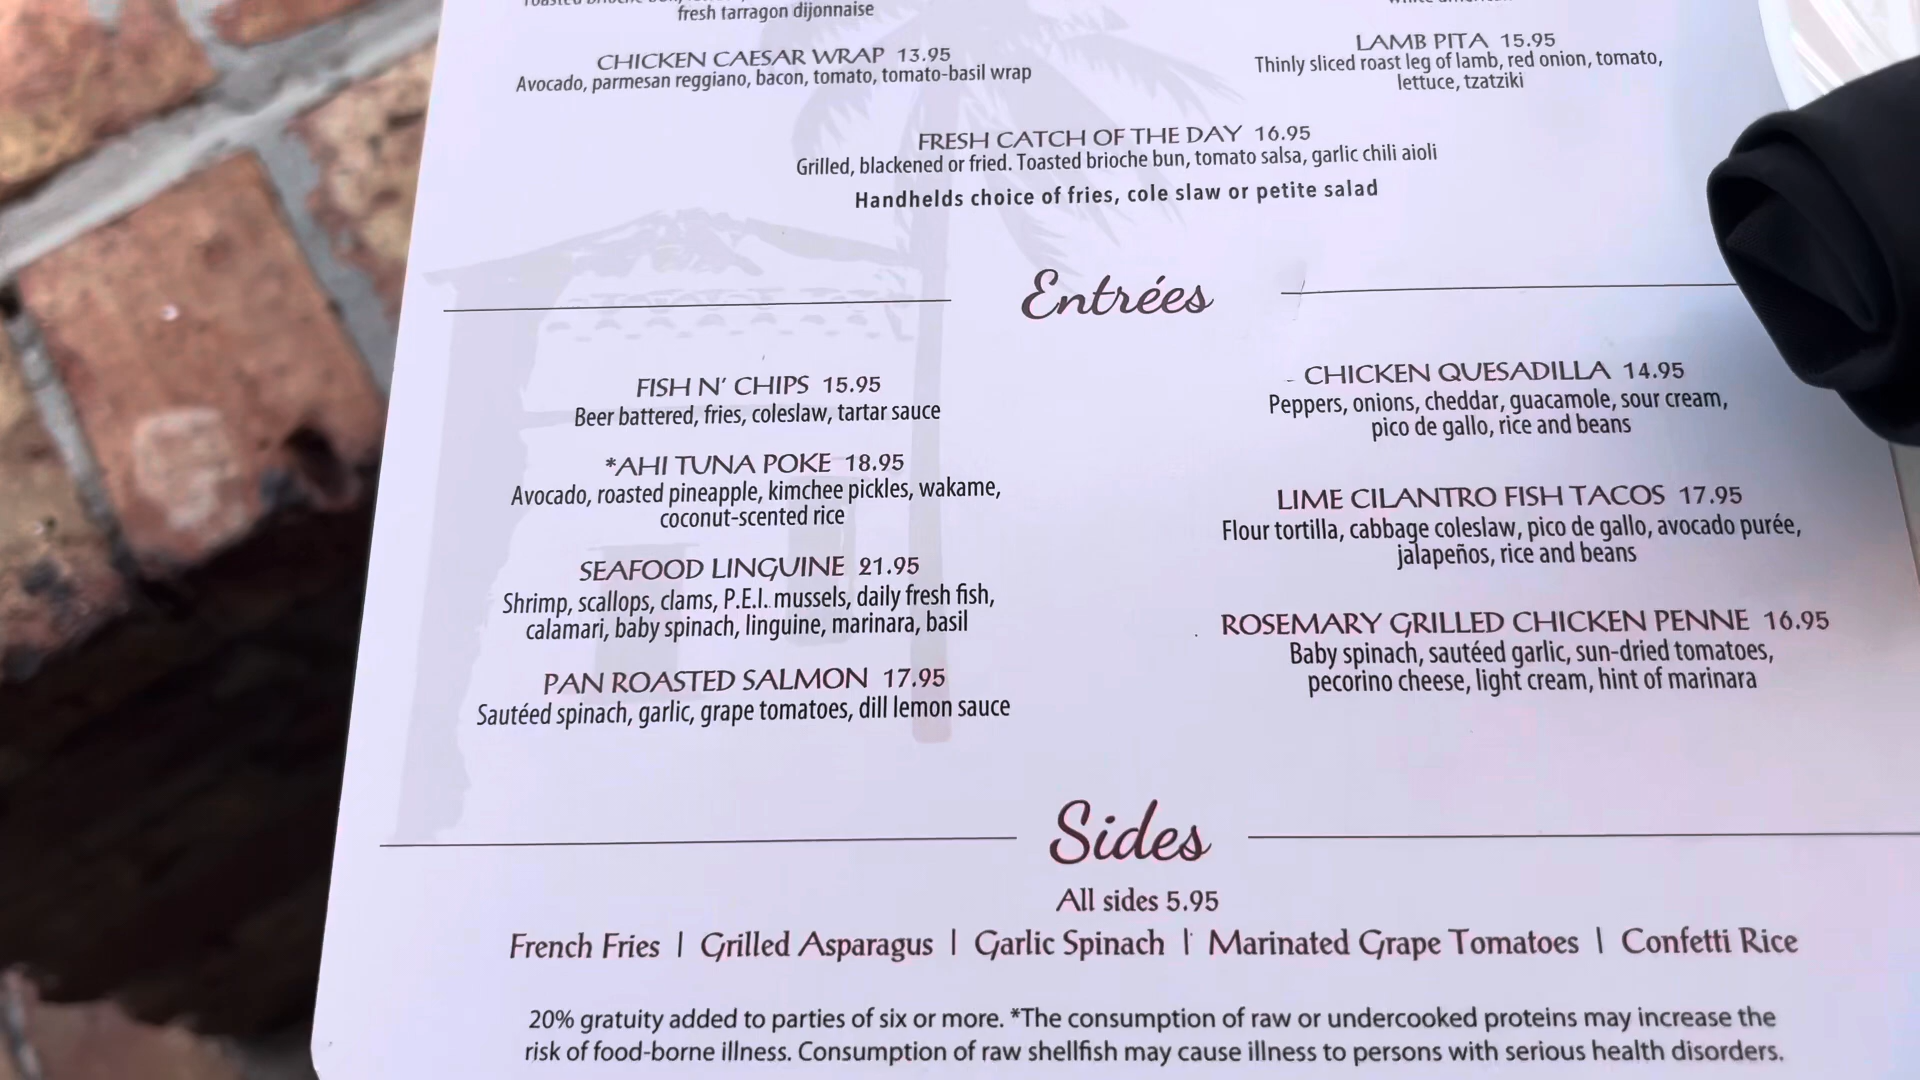 fresh tarragon dijonnaise
CHICKEN CAESAR WRAP 13.95
Avocado, parmesan reggiano, bacon, tomato, tomato-basil wrap
LAMB PITA 15.95
Thinly sliced roast leg of lamb, red onion, tomato,
lettuce, tzatziki
FRESH CATCH OF THE DAY 16.95
Grilled, blackened or fried. Toasted brioche bun, tomato salsa, garlic chili aioli
Handhelds choice of fries, cole slaw or petite salad
Entrées
FISH N' CHIPS 15.95
Beer battered, fries, coleslaw, tartar sauce
*AHI TUNA POKE 18.95
Avocado, roasted pineapple, kimchee pickles, wakame,
coconut-scented rice
SEAFOOD LINGUINE 21.95
Shrimp, scallops, clams, P.E.I. mussels, daily fresh fish,
calamari, baby spinach, linguine, marinara, basil
PAN ROASTED SALMON 17.95
Sautéed spinach, garlic, grape tomatoes, dill lemon sauce
CHICKEN QUESADILLA 14.95
Peppers, onions, cheddar, guacamole, sour cream,
pico de gallo, rice and beans
LIME CILANTRO FISH TACOS 17.95
Flour tortilla, cabbage coleslaw, pico de gallo, avocado purée,
jalapeños, rice and beans
ROSEMARY GRILLED CHICKEN PENNE 16.95
Baby spinach, sautéed garlic, sun-dried tomatoes,
pecorino cheese, light cream, hint of marinara
Sides
All sides 5.95
French Fries | Grilled Asparagus | Garlic Spinach | Marinated Grape Tomatoes | Confetti Rice
20% gratuity added to parties of six or more. *The consumption of raw or undercooked proteins may increase the
risk of food-borne illness. Consumption of raw shellfish may cause illness to persons with serious health disorders.